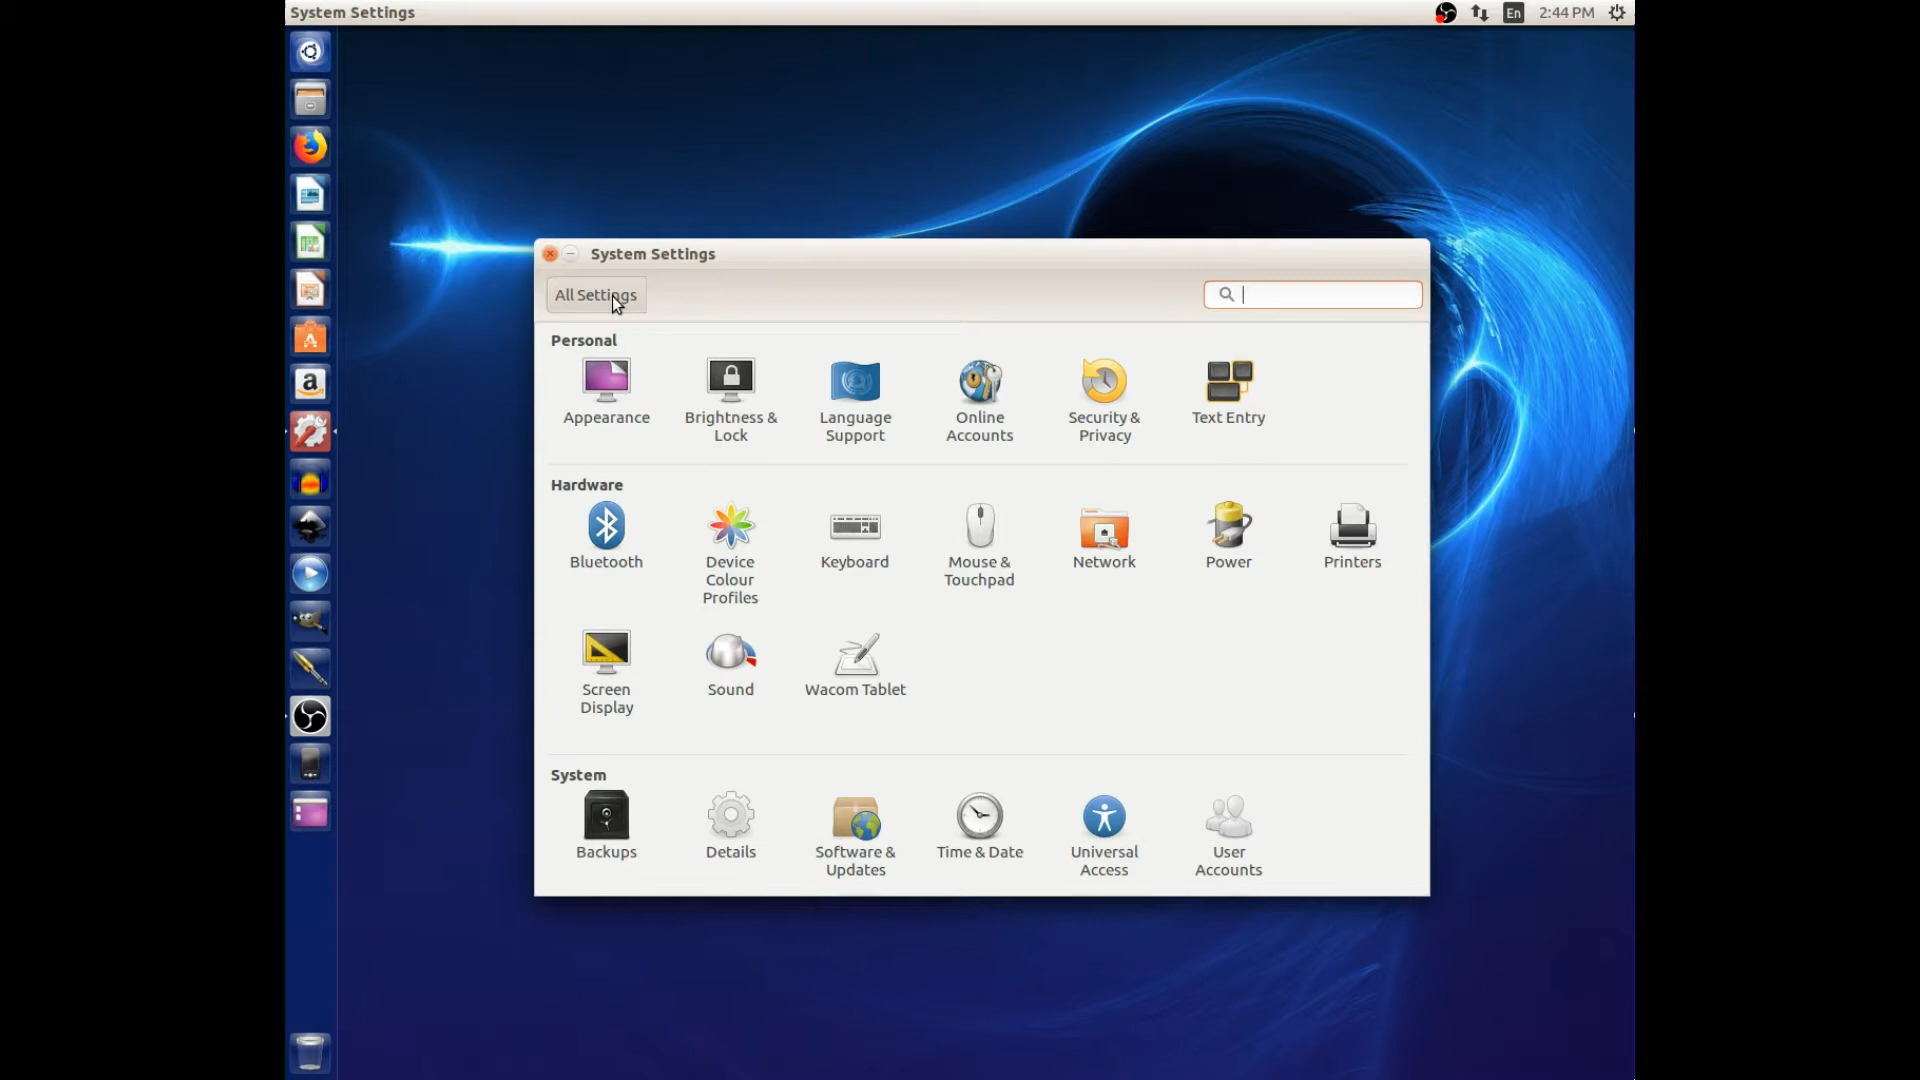 System Settings
En 2:44 PM
System Settings
All Settings
Personal
Appearance
Brightness &
Lock
Language
Support
Online
Accounts
Security &
Privacy
Text Entry
Hardware
Bluetooth
Device
Colour
Profiles
Keyboard
Mouse &
Touchpad
Network
Power
Printers
Screen
Display
Sound
Wacom Tablet
System
Backups
Details
Software &
Updates
Time & Date
Universal
Access
User
Accounts